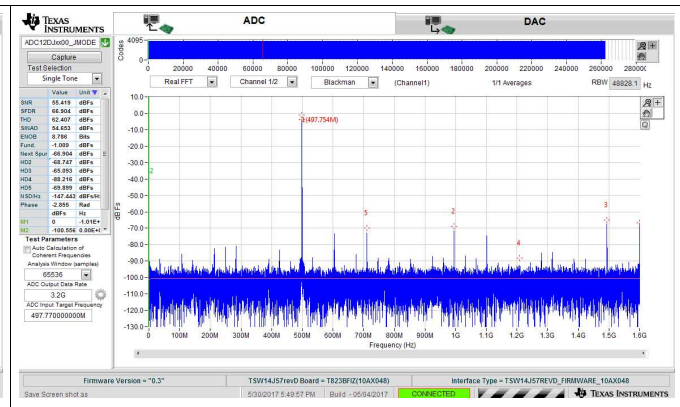 TEXAS INSTRUMENTS
ADC
DAC
ADC12DJxx00_JMODE
Capture
Test Selection
Single Tone
Value Unit
SNR 55.419 dBFs
SFDR 66.904 dBFs
THD 62.407 dBFs
SINAD 54.653 dBFs
ENOB 8.786 Bits
Fund. -1.009 dBFs
Next Spur -66.904 dBFs
HD2 -68.747 dBFs
HD3 -65.093 dBFs
HD4 -88.216 dBFs
HD5 -69.899 dBFs
NSD/Hz -147.443 dBFs/H
Phase -2.859 Rad
dBFs Hz
M1 0 -1.01E+
M2 -100.556 0.00E+
Test Parameters
Auto Calculation of
Coherent Frequencies
Analysis Window (samples)
65536
ADC Output Data Rate
3.2G
ADC Input Target Frequency
497.770000000M
Codes
4095
0
0 20000 40000 60000 80000 100000 120000 140000 160000 180000 200000 220000 240000 260000 280000
Real FFT
Channel 1/2
Blackman
(Channel1)
1/1 Averages
RBW 48828.1 Hz
dBFs
10.0
0.0
-10.0
-20.0
-30.0
-40.0
-50.0
-60.0
-70.0
-80.0
-90.0
-100.0
-110.0
-120.0
-130.0
(497.754M)
2
5
2
4
3
0 100M 200M 300M 400M 500M 600M 700M 800M 900M 1G 1.1G 1.2G 1.3G 1.4G 1.5G 1.6G
Frequency (Hz)
Firmware Version = "0.3"
TSW14J57revD Board = T823BFIZ(10AX048)
Interface Type = TSW14J57REVD_FIRMWARE_10AX048
Save Screen shot as
5/30/2017 5:49:57 PM
Build - 05/04/2017
CONNECTED
TEXAS INSTRUMENTS